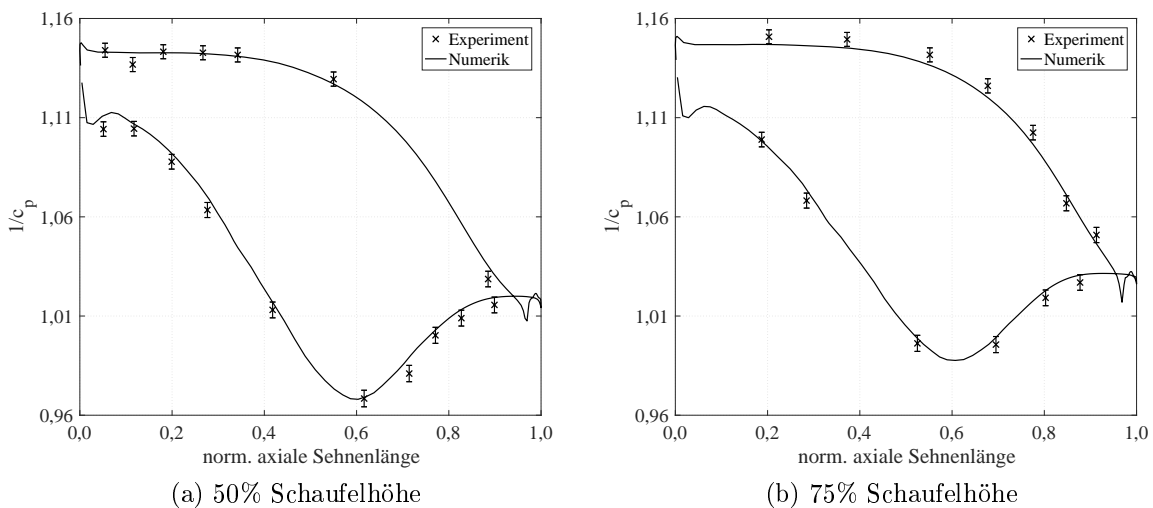 1,16
1,11
1,06
1,01
0,96
1/c_p
0,0 0,2 0,4 0,6 0,8 1,0
norm. axiale Sehnenlänge
Experiment
Numerik
(a) 50% Schaufelhöhe
1,16
1,11
1,06
1,01
0,96
1/c_p
0,0 0,2 0,4 0,6 0,8 1,0
norm. axiale Sehnenlänge
Experiment
Numerik
(b) 75% Schaufelhöhe